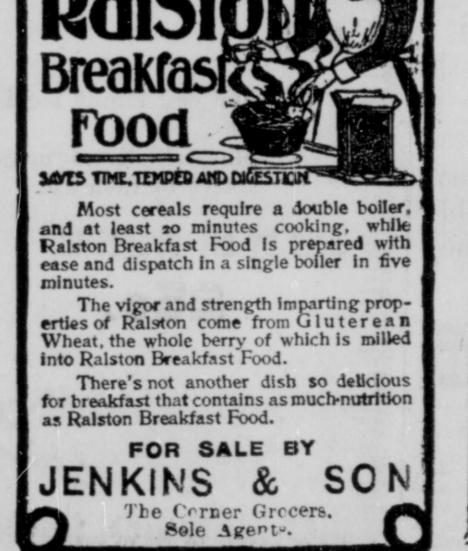 Ralston
Breakfast
Food
SAVES TIME, TEMPER AND DIGESTION
Most cereals require a double boiler,
and at least 20 minutes cooking, while
Ralston Breakfast Food is prepared with
ease and dispatch in a single boiler in five
minutes.
The vigor and strength imparting prop-
erties of Ralston come from Gluterean
Wheat, the whole berry of which is milled
into Ralston Breakfast Food.
There's not another dish so delicious
for breakfast that contains as much nutrition
as Ralston Breakfast Food.
FOR SALE BY
JENKINS & SON
The Corner Grocers.
Sole Agents.